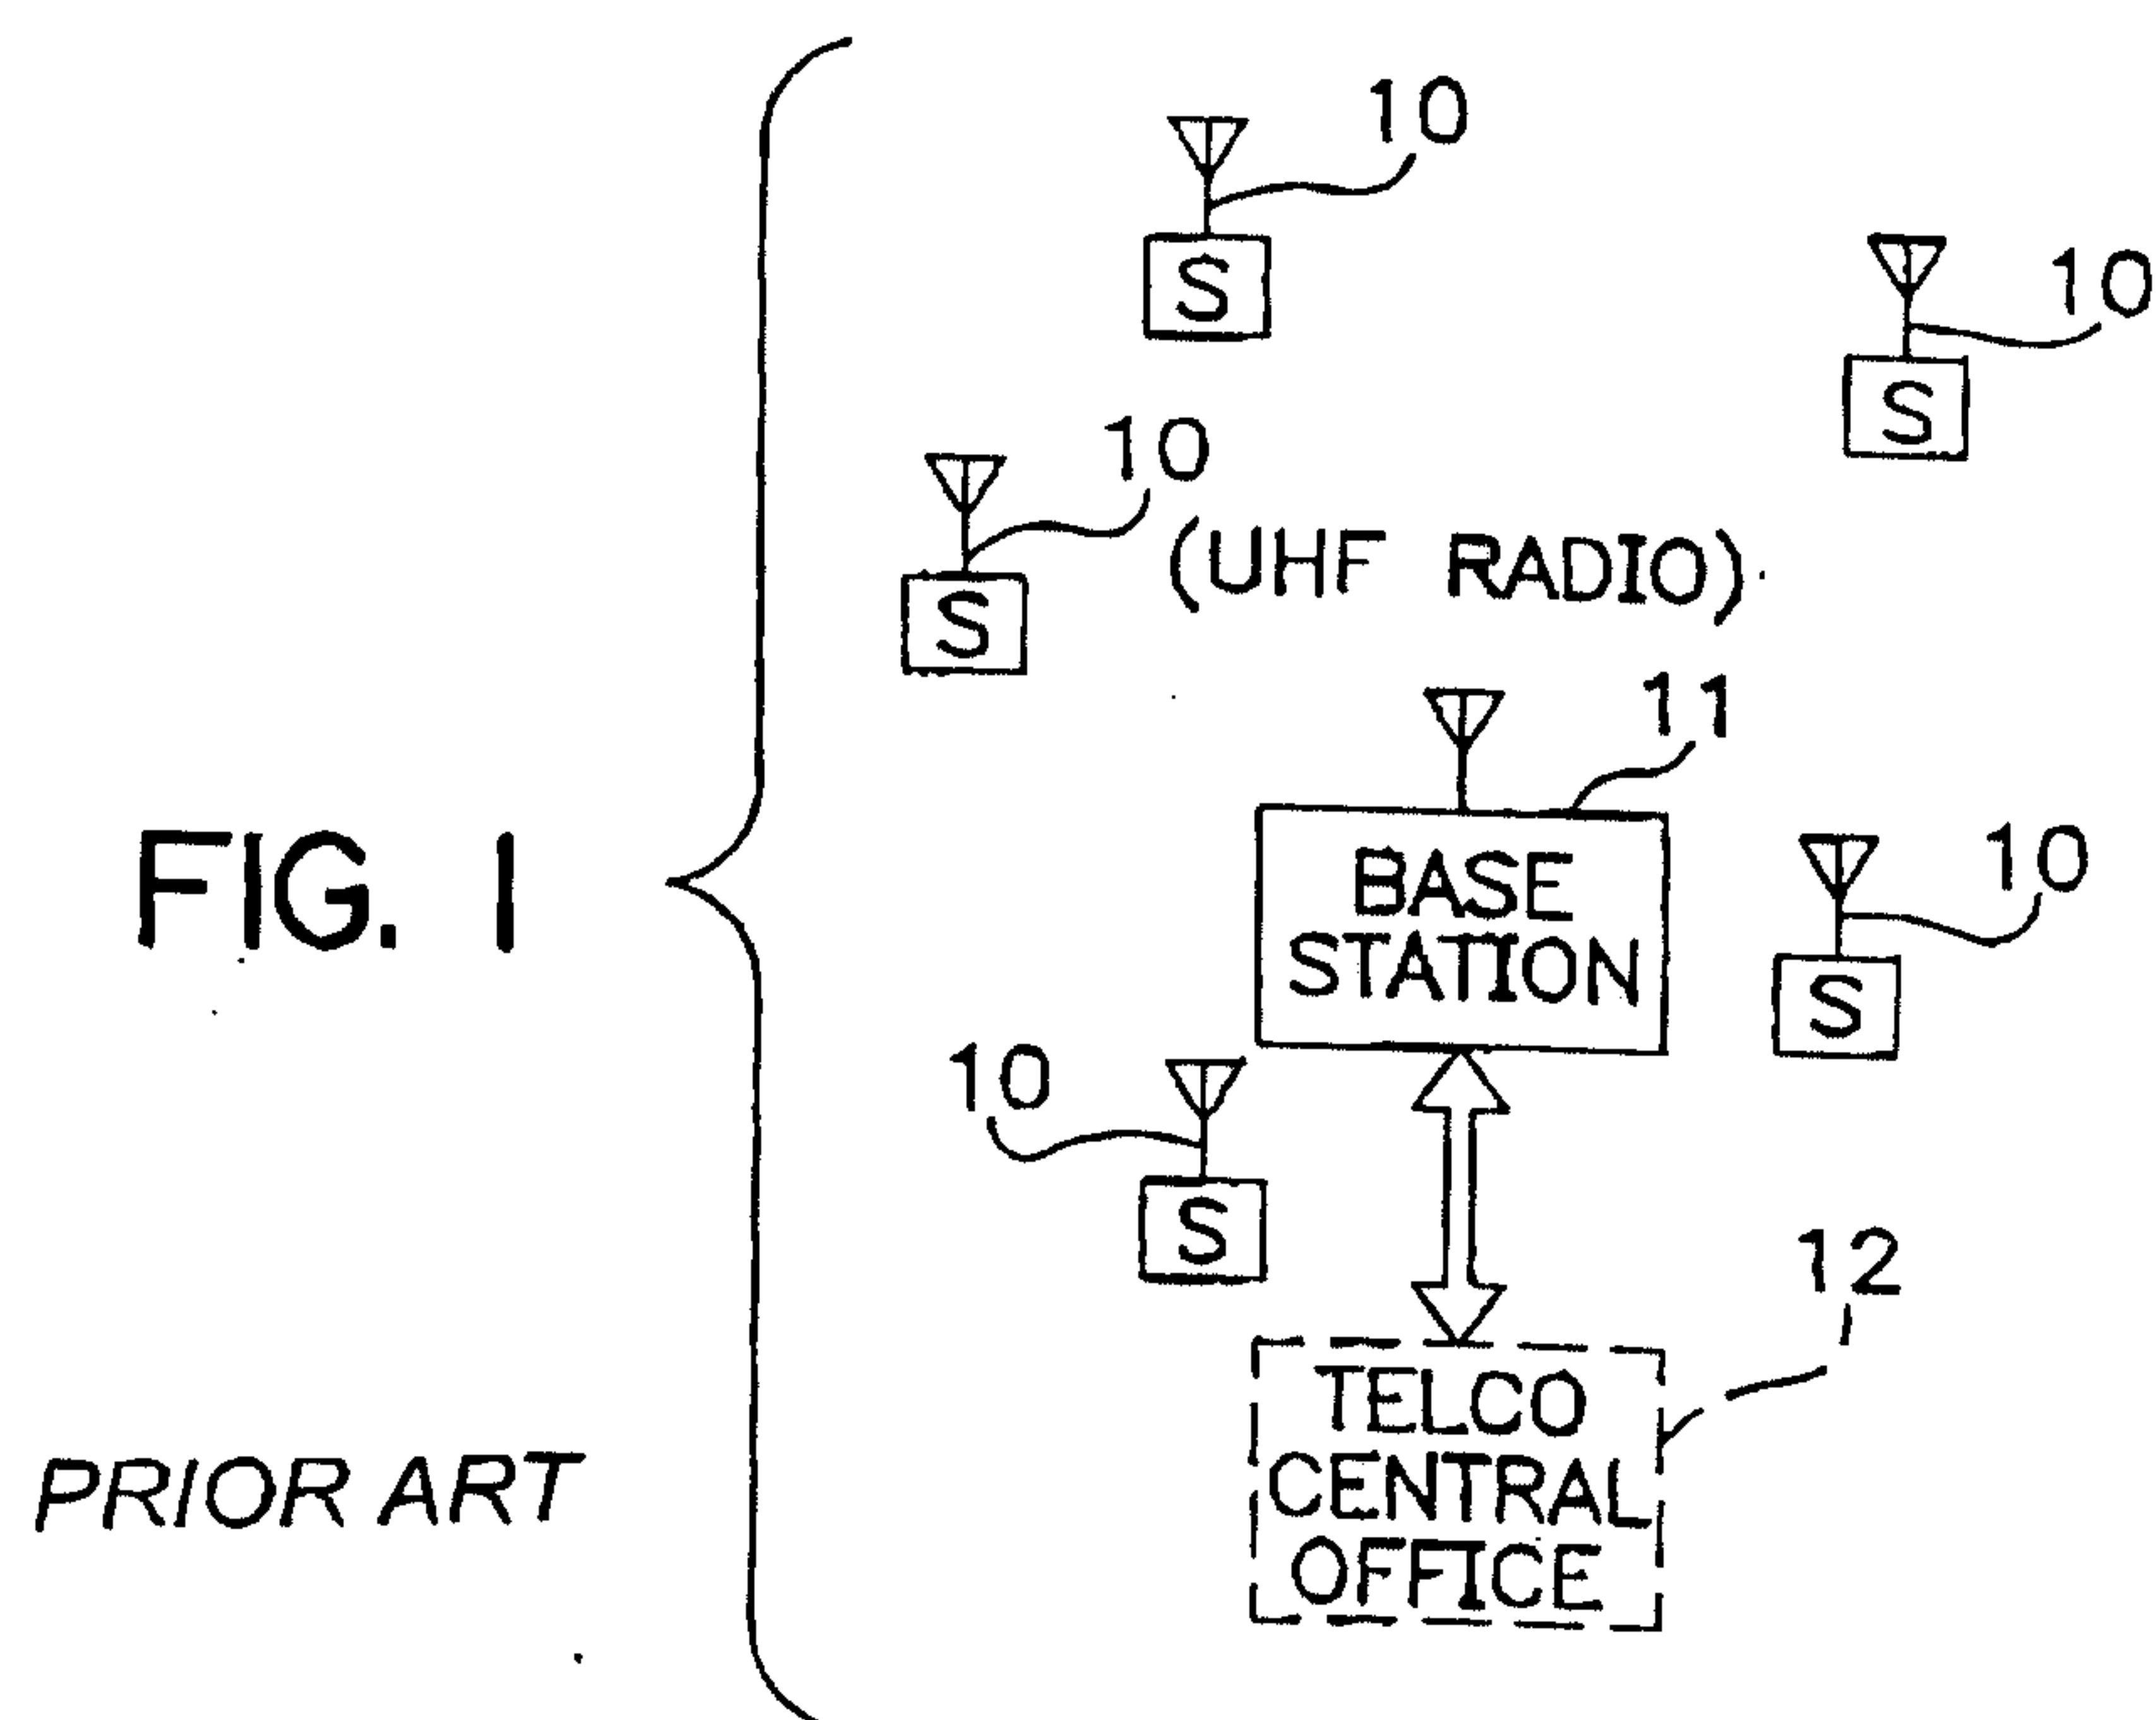 10
S
10
S
10
S
(UHF RADIO)
11
BASE
STATION
10
S
FIG. 1
10
S
12
TELCO
CENTRAL
OFFICE
PRIOR ART